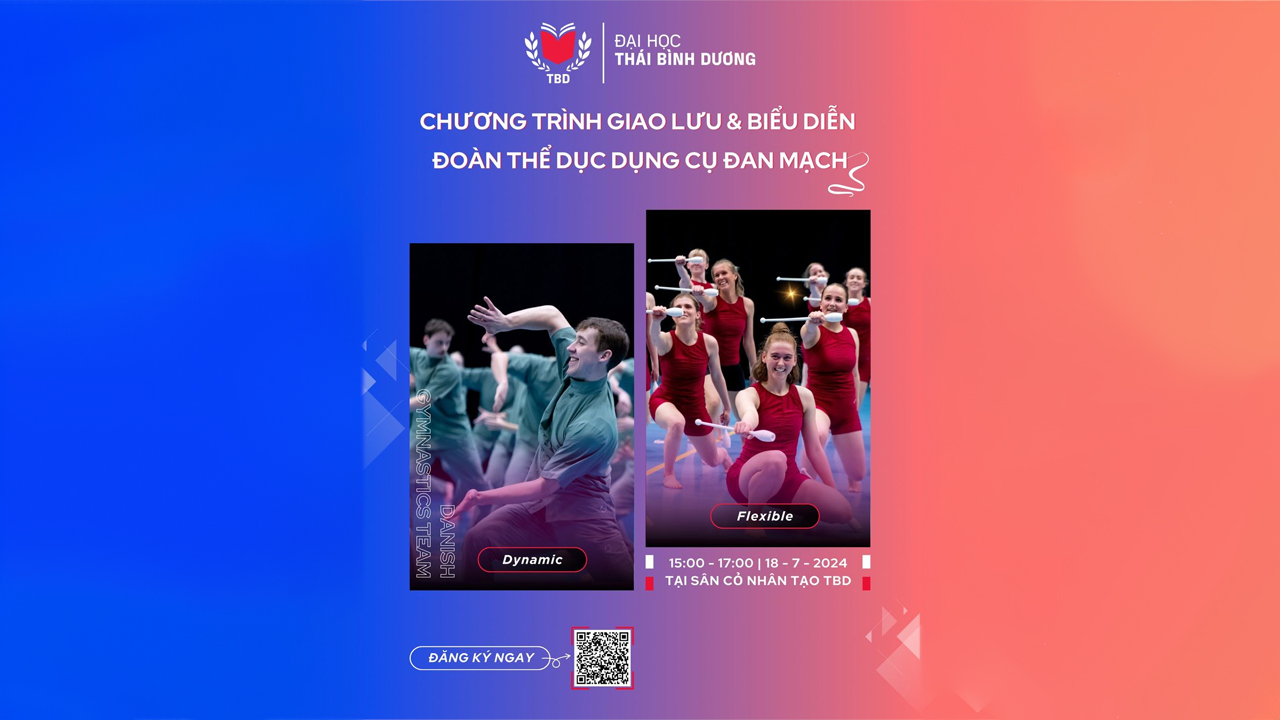 TBD
ĐẠI HỌC
THÁI BÌNH DƯƠNG
CHƯƠNG TRÌNH GIAO LƯU & BIỂU DIỄN
ĐOÀN THỂ DỤC DỤNG CỤ ĐAN MẠCH
DANISH
GYMNASTICS TEAM
Dynamic
Flexible
15:00 - 17:00 | 18 - 7 - 2024
TẠI SÂN CỎ NHÂN TẠO TBD
ĐĂNG KÝ NGAY